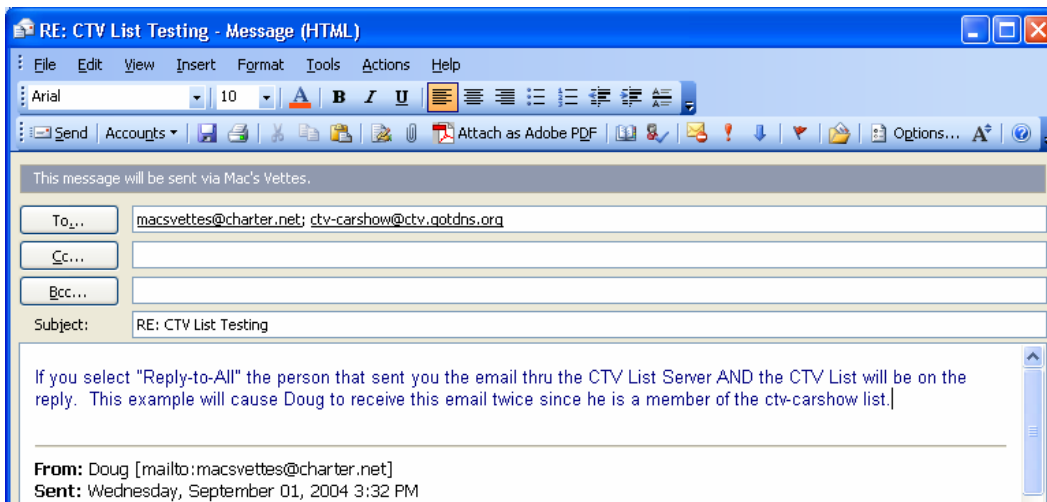 RE: CTV List Testing - Message (HTML)
File Edit View Insert Format Tools Actions Help
Arial 10 A B I U
Send Accounts Attach as Adobe PDF Options...
This message will be sent via Mac's Vettes.
To... macsvettes@charter.net; ctv-carshow@ctv.gotdns.org
Cc...
Bcc...
Subject: RE: CTV List Testing
If you select "Reply-to-All" the person that sent you the email thru the CTV List Server AND the CTV List will be on the
reply. This example will cause Doug to receive this email twice since he is a member of the ctv-carshow list.
From: Doug [mailto:macsvettes@charter.net]
Sent: Wednesday, September 01, 2004 3:32 PM